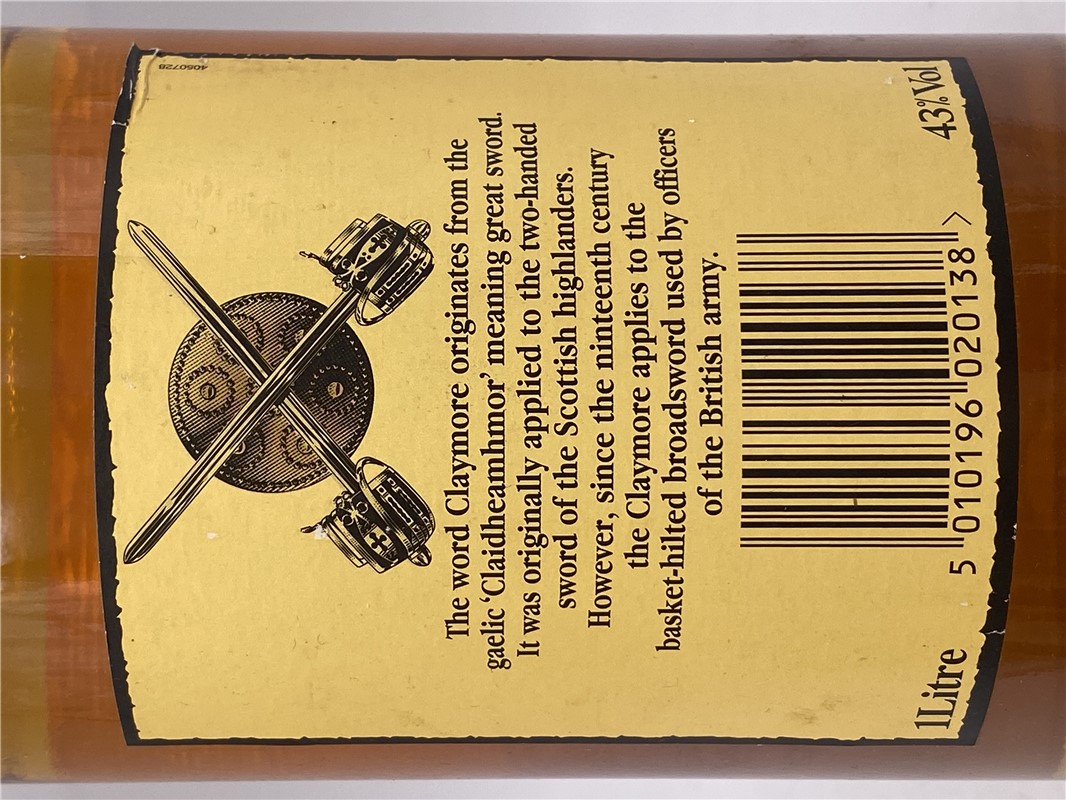 4050728
The word Claymore originates from the
gaelic ‘Claidheamhmor’ meaning great sword.
It was originally applied to the two-handed
sword of the Scottish highlanders.
However, since the ninteenth century
the Claymore applies to the
basket-hilted broadsword used by officers
of the British army.
5 010196 020138 >
1Litre 43%Vol